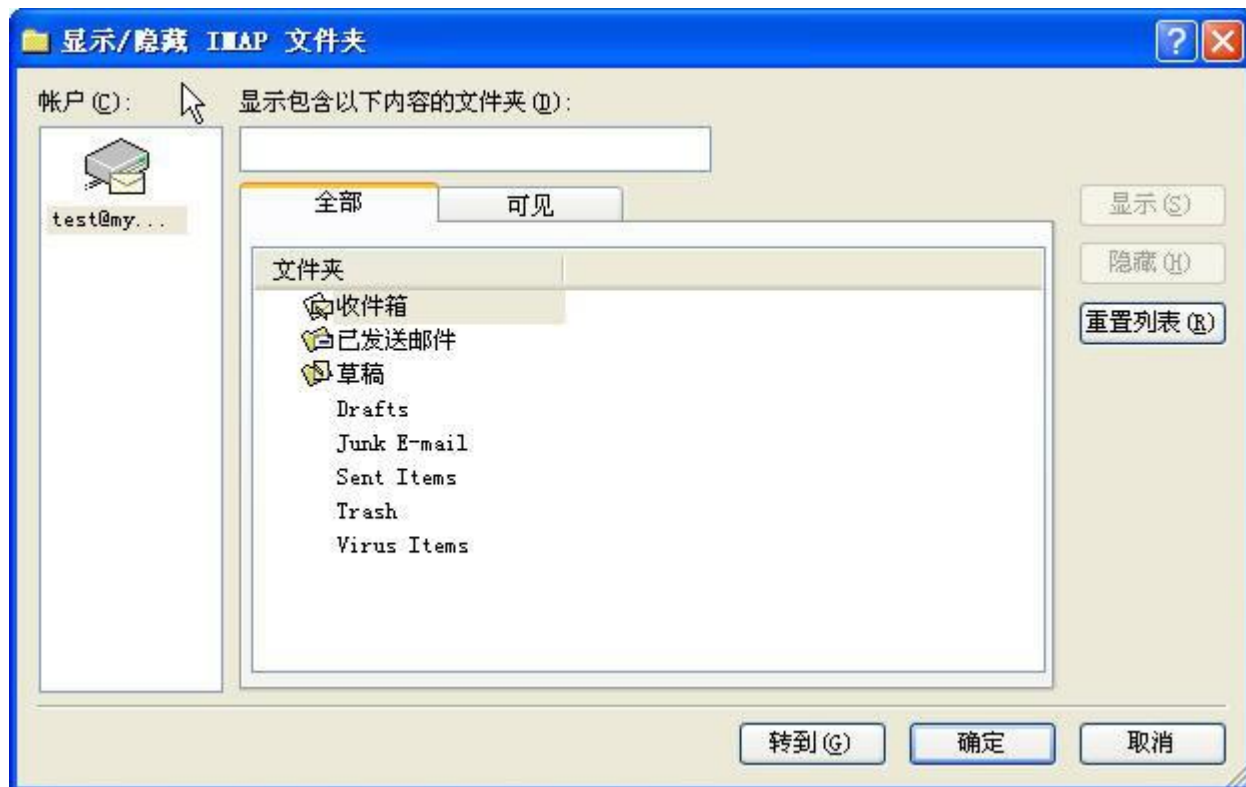 显示/隐藏 IMAP 文件夹
帐户(C):
显示包含以下内容的文件夹(D):
test@my...
全部
可见
显示(S)
隐藏(H)
重置列表(R)
文件夹
收件箱
已发送邮件
草稿
Drafts
Junk E-mail
Sent Items
Trash
Virus Items
转到(G)
确定
取消